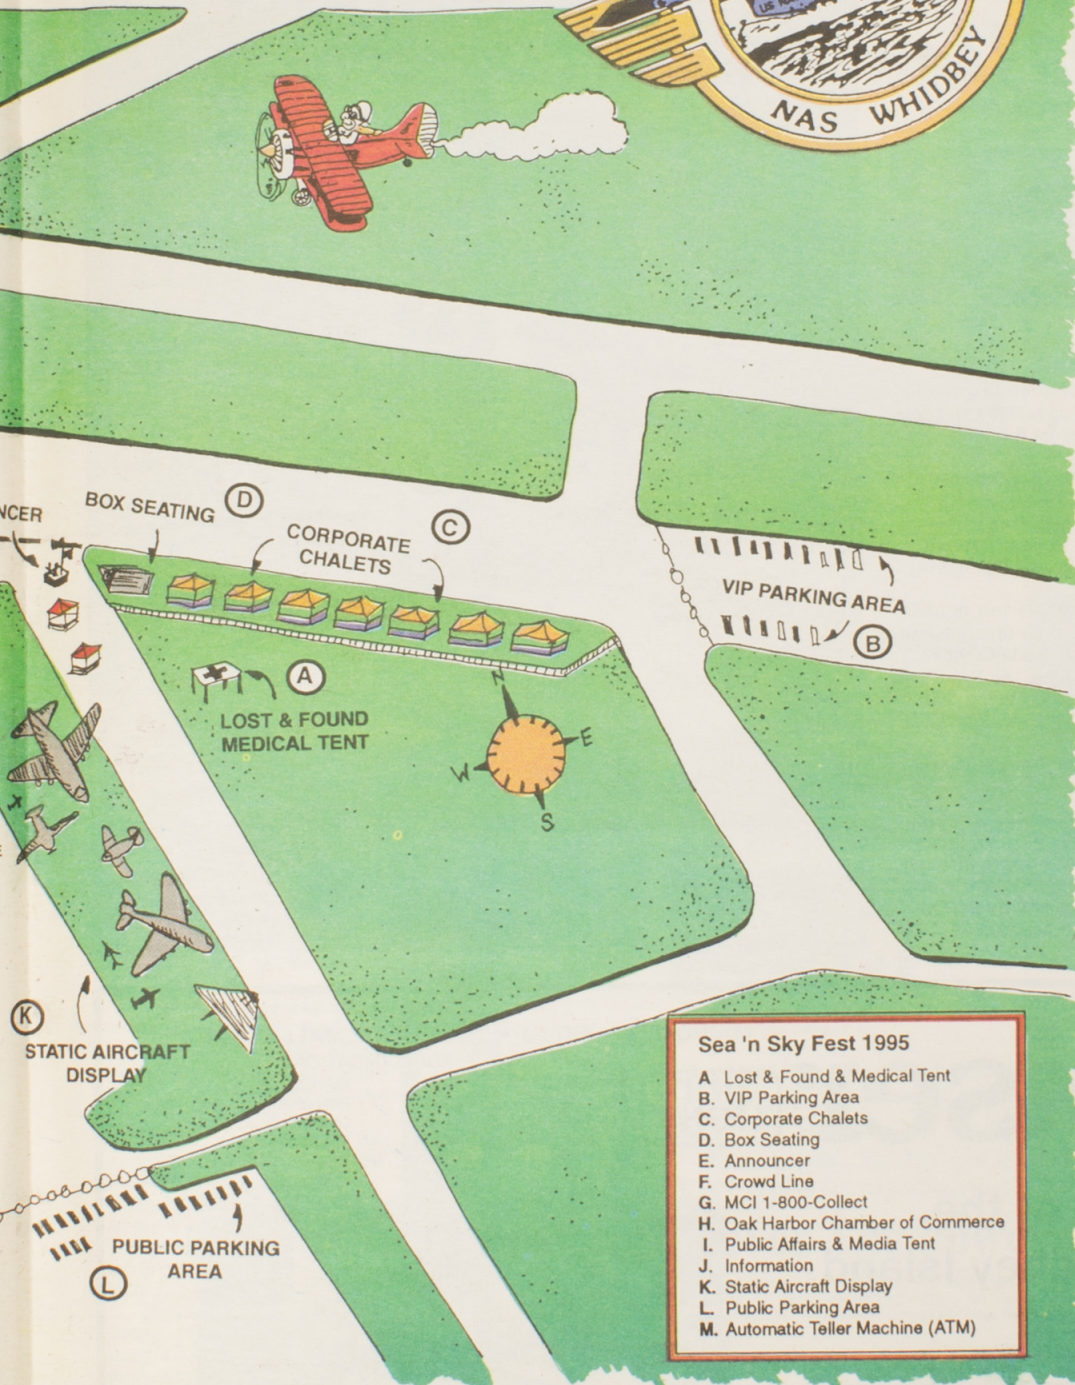 US NAVY
NAS WHIDBEY
NCER
BOX SEATING
D
CORPORATE
CHALETS
C
VIP PARKING AREA
B
A
LOST & FOUND
MEDICAL TENT
N
E
W
S
K
STATIC AIRCRAFT
DISPLAY
PUBLIC PARKING
AREA
L
Sea 'n Sky Fest 1995
A Lost & Found & Medical Tent
B. VIP Parking Area
C. Corporate Chalets
D. Box Seating
E. Announcer
F. Crowd Line
G. MCI 1-800-Collect
H. Oak Harbor Chamber of Commerce
I. Public Affairs & Media Tent
J. Information
K. Static Aircraft Display
L. Public Parking Area
M. Automatic Teller Machine (ATM)